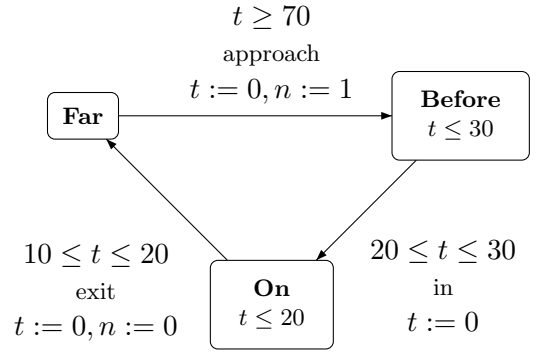 t ≥ 70
approach
t := 0, n := 1
Far
Before
t ≤ 30
10 ≤ t ≤ 20
exit
t := 0, n := 0
On
t ≤ 20
20 ≤ t ≤ 30
in
t := 0